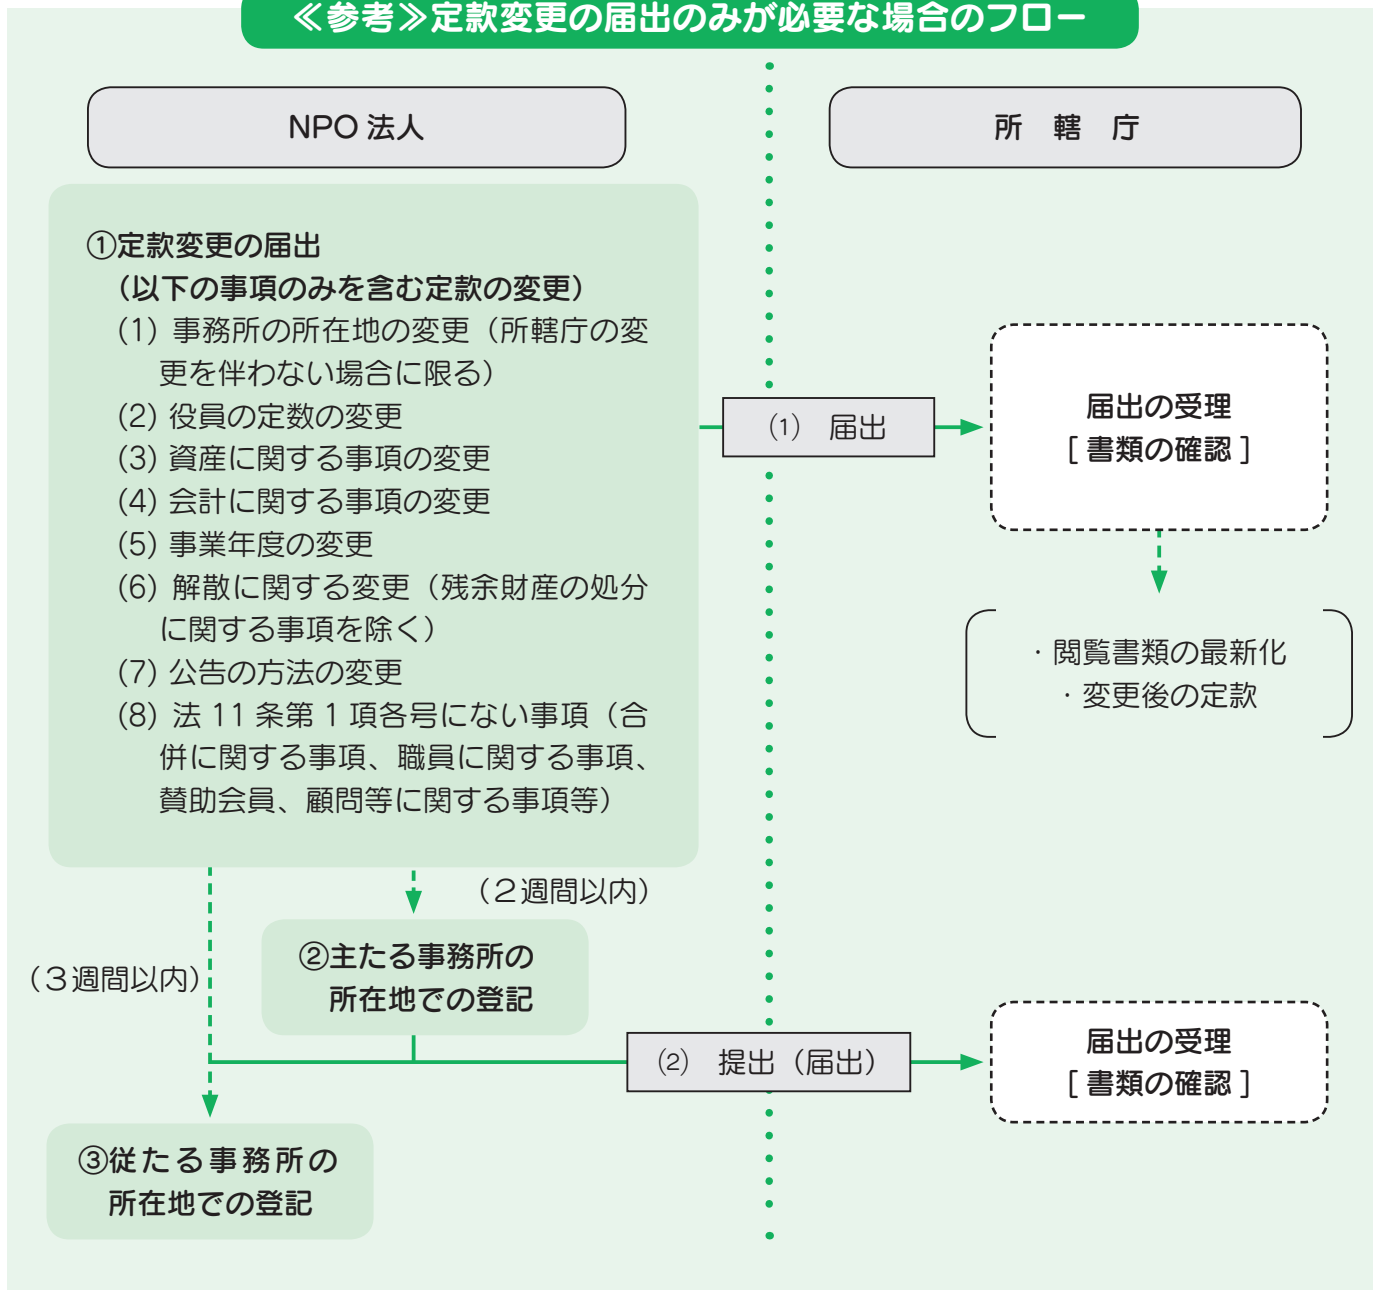 ≪参考≫定款変更の届出のみが必要な場合のフロー
NPO 法人
所　轄　庁
①定款変更の届出
（以下の事項のみを含む定款の変更）
(1) 事務所の所在地の変更（所轄庁の変
更を伴わない場合に限る）
(2) 役員の定数の変更
(3) 資産に関する事項の変更
(4) 会計に関する事項の変更
(5) 事業年度の変更
(6) 解散に関する変更（残余財産の処分
に関する事項を除く）
(7) 公告の方法の変更
(8) 法 11 条第 1 項各号にない事項（合
併に関する事項、職員に関する事項、
賛助会員、顧問等に関する事項等）
⑴　届出
届出の受理
[ 書類の確認 ]
・閲覧書類の最新化
・変更後の定款
（２週間以内）
②主たる事務所の
所在地での登記
（３週間以内）
⑵　提出（届出）
届出の受理
[ 書類の確認 ]
③従たる事務所の
所在地での登記